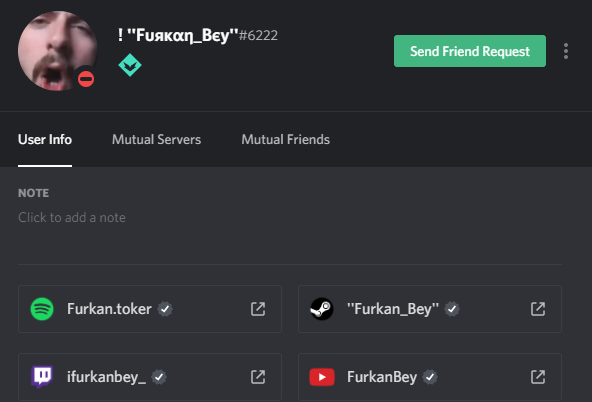 ! "Fυякαη_Bєy"#6222
Send Friend Request
User Info Mutual Servers Mutual Friends
NOTE
Click to add a note
Furkan.toker "Furkan_Bey"
ifurkanbey_ FurkanBey